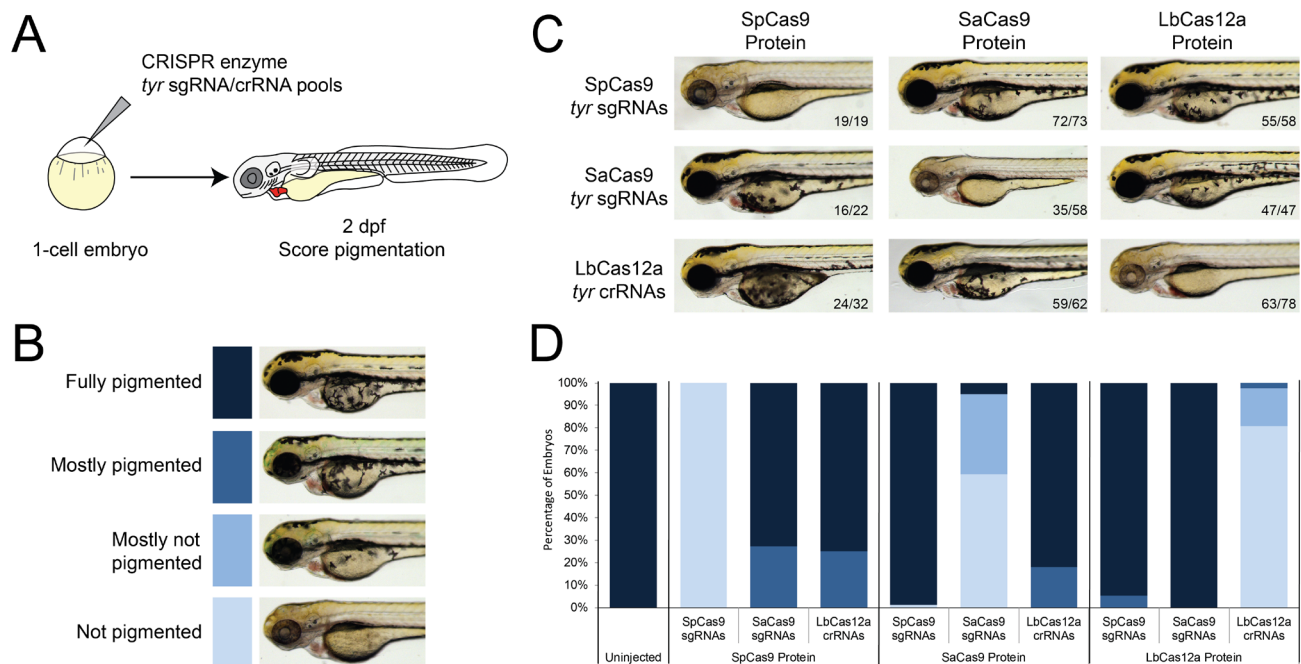 A
CRISPR enzyme
tyr sgRNA/crRNA pools
1-cell embryo
2 dpf
Score pigmentation
B
Fully pigmented
Mostly pigmented
Mostly not
pigmented
Not pigmented
C
SpCas9
Protein
SaCas9
Protein
LbCas12a
Protein
SpCas9
tyr sgRNAs
19/19
72/73
55/58
SaCas9
tyr sgRNAs
16/22
35/58
47/47
LbCas12a
tyr crRNAs
24/32
59/62
63/78
D
Percentage of Embryos
100%
90%
80%
70%
60%
50%
40%
30%
20%
10%
0%
SpCas9
sgRNAs
SaCas9
sgRNAs
LbCas12a
crRNAs
SpCas9
sgRNAs
SaCas9
sgRNAs
LbCas12a
crRNAs
SpCas9
sgRNAs
SaCas9
sgRNAs
LbCas12a
crRNAs
Uninjected
SpCas9 Protein
SaCas9 Protein
LbCas12a Protein